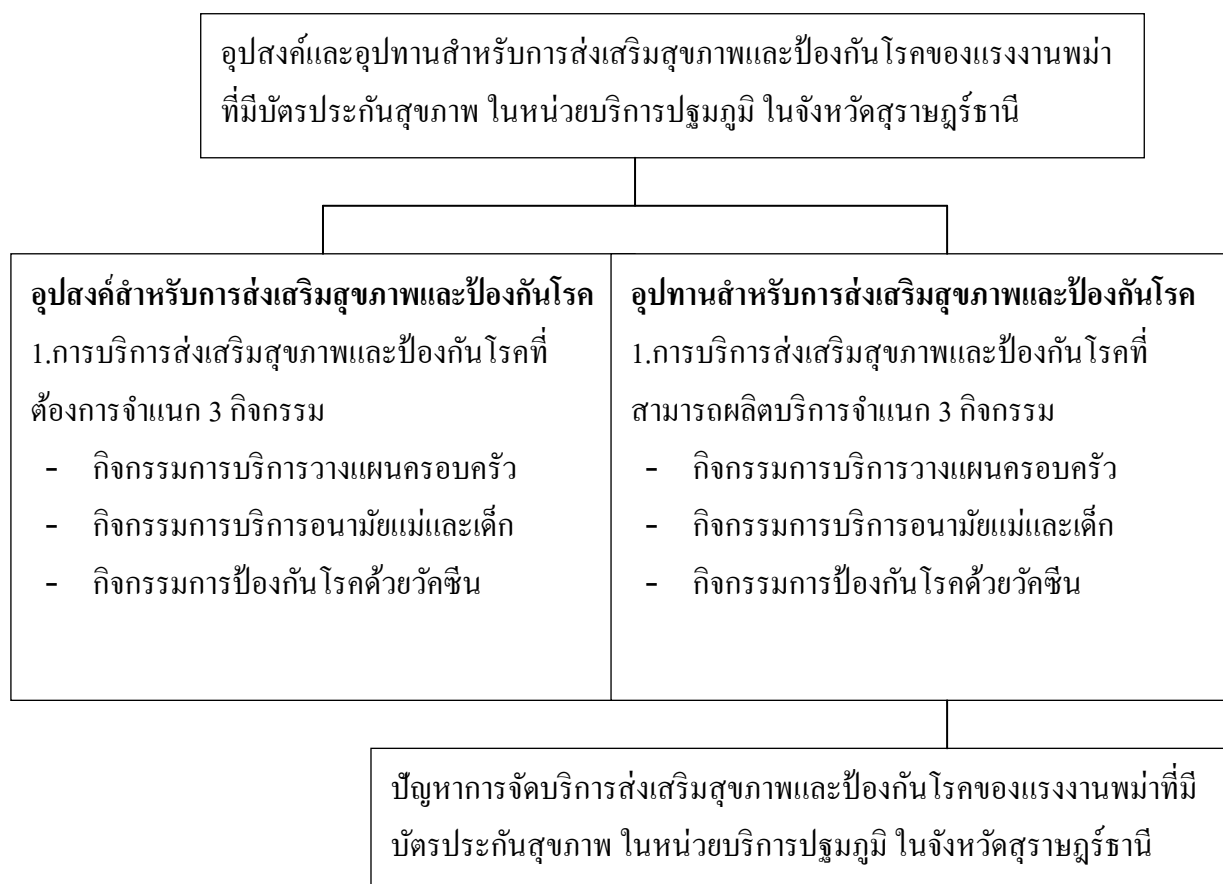 อุปสงค์และอุปทานสำหรับการส่งเสริมสุขภาพและป้องกันโรคของแรงงานพม่า
ที่มีบัตรประกันสุขภาพ ในหน่วยบริการปฐมภูมิ ในจังหวัดสุราษฎร์ธานี
อุปสงค์สำหรับการส่งเสริมสุขภาพและป้องกันโรค
1.การบริการส่งเสริมสุขภาพและป้องกันโรคที่
ต้องการจำแนก 3 กิจกรรม
- กิจกรรมการบริการวางแผนครอบครัว
- กิจกรรมการบริการอนามัยแม่และเด็ก
- กิจกรรมการป้องกันโรคด้วยวัคซีน
อุปทานสำหรับการส่งเสริมสุขภาพและป้องกันโรค
1.การบริการส่งเสริมสุขภาพและป้องกันโรคที่
สามารถผลิตบริการจำแนก 3 กิจกรรม
- กิจกรรมการบริการวางแผนครอบครัว
- กิจกรรมการบริการอนามัยแม่และเด็ก
- กิจกรรมการป้องกันโรคด้วยวัคซีน
ปัญหาการจัดบริการส่งเสริมสุขภาพและป้องกันโรคของแรงงานพม่าที่มี
บัตรประกันสุขภาพ ในหน่วยบริการปฐมภูมิ ในจังหวัดสุราษฎร์ธานี